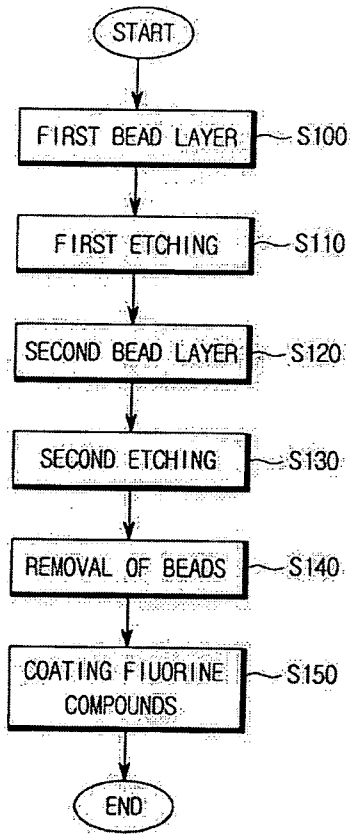 START
FIRST BEAD LAYER
S100
FIRST ETCHING
S110
SECOND BEAD LAYER
S120
SECOND ETCHING
S130
REMOVAL OF BEADS
S140
COATING FIUORINE
COMPOUNDS
S150
END